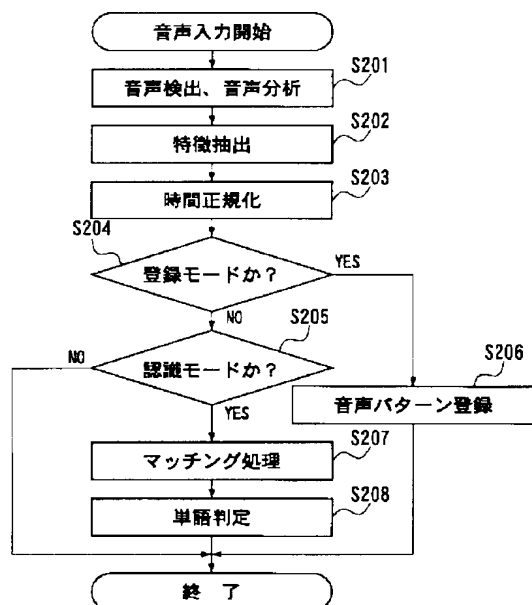 音声入力開始
S201
音声検出、音声分析
S202
特徴抽出
S203
時間正規化
S204
登録モードか？
YES
NO
S205
認識モードか？
NO
YES
S206
音声パターン登録
S207
マッチング処理
S208
単語判定
終 了